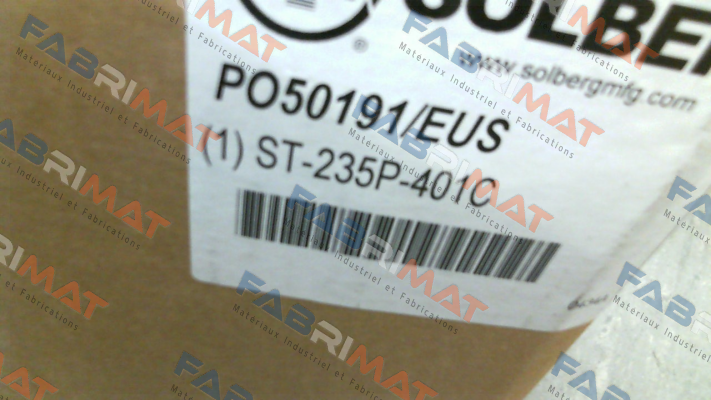 SOLBER
®
www.solbergmfg.com
PO50191/EUS
(1) ST-235P-401C
FABRIMAT
Materiaux Industriel et Fabrications